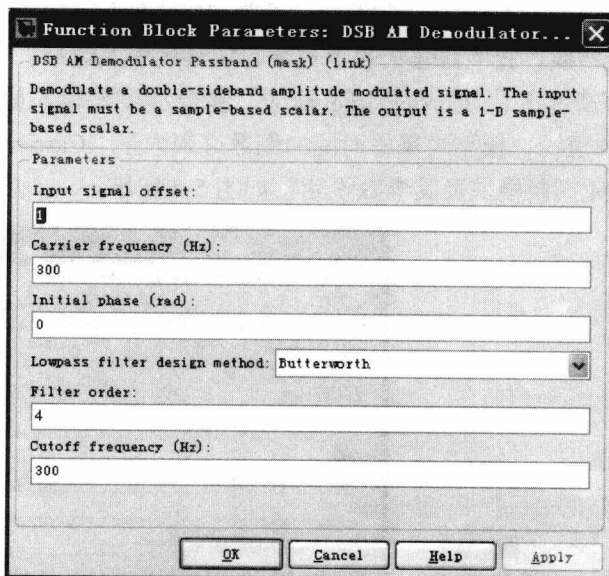 Function Block Parameters: DSB AM Demodulator...
DSB AM Demodulator Passband (mask) (link)
Demodulate a double-sideband amplitude modulated signal. The input
signal must be a sample-based scalar. The output is a 1-D sample-
based scalar.
Parameters
Input signal offset:
1
Carrier frequency (Hz):
300
Initial phase (rad):
0
Lowpass filter design method: Butterworth
Filter order:
4
Cutoff frequency (Hz):
300
OK Cancel Help Apply